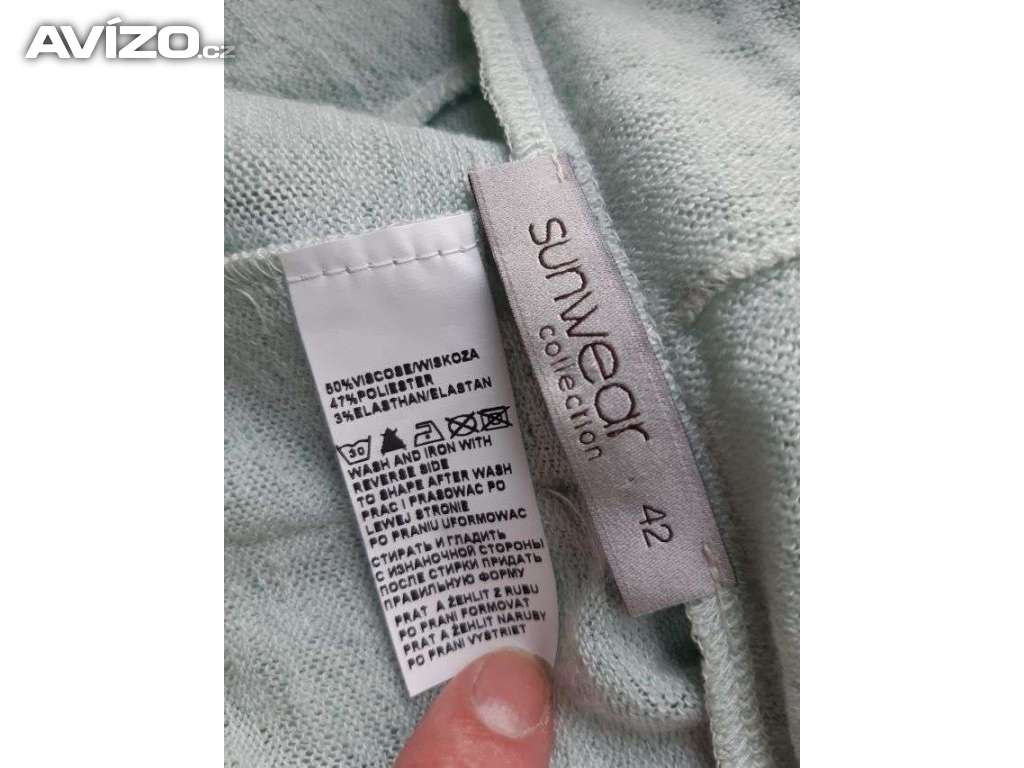 AVÍZO.cz
sunwear
collection
42
50%VISCOSE/WISKOZA
47%POLIESTER
3%ELASTHAN/ELASTAN
30
WASH AND IRON WITH
REVERSE SIDE
TO SHAPE AFTER WASH
PRAC I PRASOWAC PO
LEWEJ STRONIE
PO PRANIU UFORMOWAC
СТИРАТЬ И ГЛАДИТЬ
С ИЗНАНОЧНОЙ СТОРОНЫ
ПОСЛЕ СТИРКИ ПРИДАТЬ
ПРАВИЛЬНУЮ ФОРМУ
PRAT A ŽEHLIT Z RUBU
PO PRANI FORMOVAT
PRAT A ŽEHLIT NARUBY
PO PRANI VYSTRIET